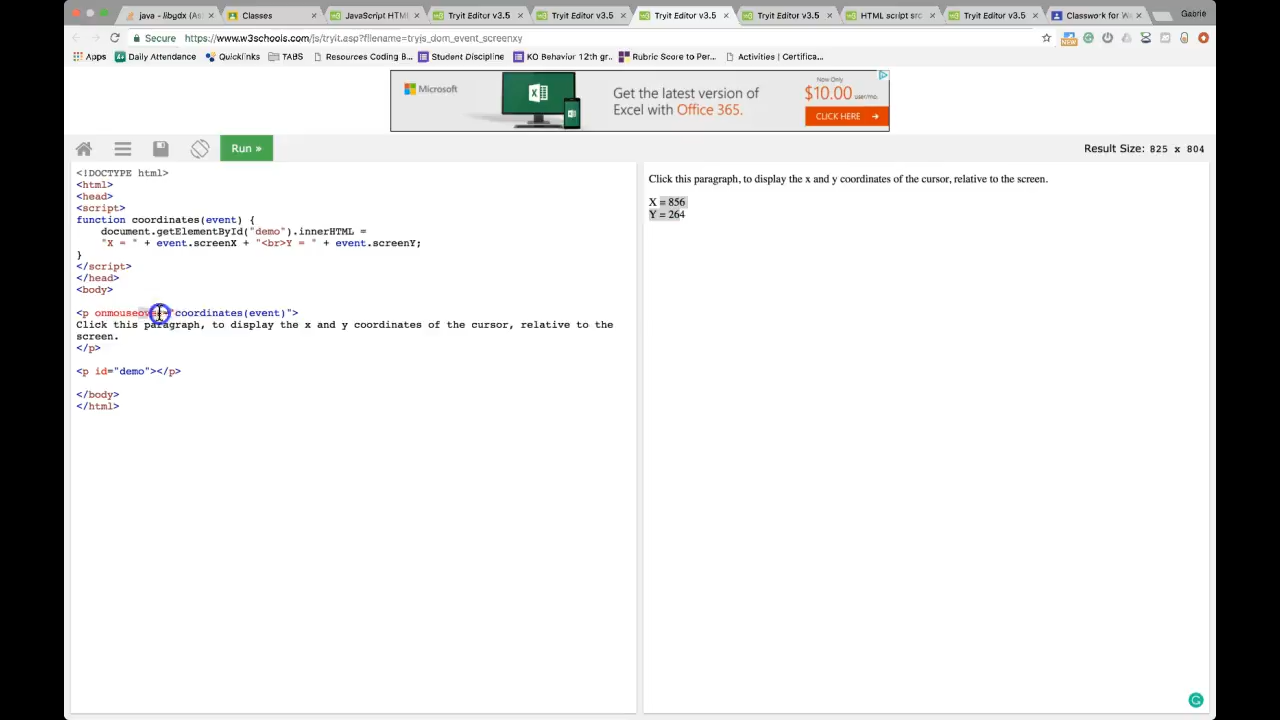 java - libgdx (As
Classes
JavaScript HTML
Tryit Editor v3.5
Tryit Editor v3.5
Tryit Editor v3.5
Tryit Editor v3.5
HTML script src
Tryit Editor v3.5
Classwork for W
Gabrie
Secure
https://www.w3schools.com/js/tryit.asp?filename=tryjs_dom_event_screenxy
NEW
Apps
Daily Attendance
Quicklinks
TABS
Resources Coding B...
Student Discipline
KO Behavior 12th gr..
Rubric Score to Per...
Activities | Certifica...
Microsoft
Get the latest version of
Excel with Office 365.
Now Only
$10.00 user/mo.
CLICK HERE →
Run »
Result Size: 825 x 804
<!DOCTYPE html>
<html>
<head>
<script>
function coordinates(event) {
document.getElementById("demo").innerHTML =
"X = " + event.screenX + "<br>Y = " + event.screenY;
}
</script>
</head>
<body>
<p onmouseover="coordinates(event)">
Click this paragraph, to display the x and y coordinates of the cursor, relative to the
screen.
</p>
<p id="demo"></p>
</body>
</html>
Click this paragraph, to display the x and y coordinates of the cursor, relative to the screen.
X = 856
Y = 264